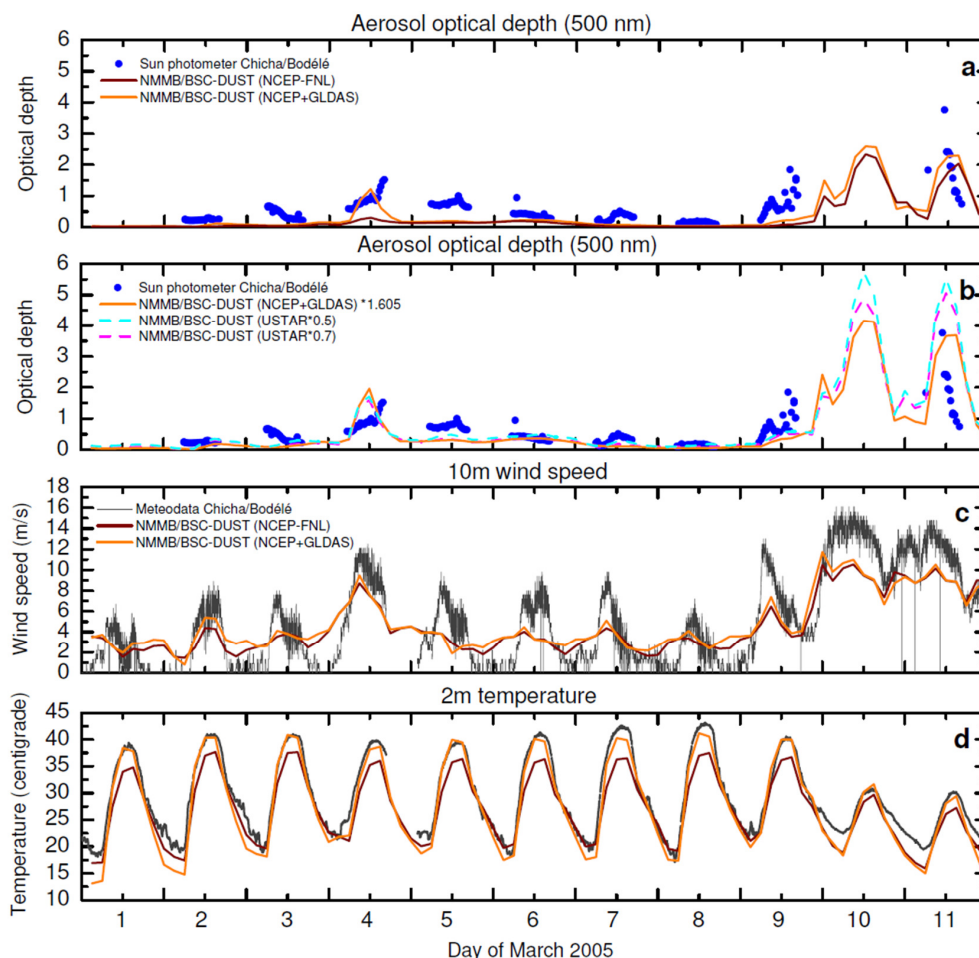 Aerosol optical depth (500 nm)
6
5
4
3
2
1
0
Optical depth
a
Sun photometer Chicha/Bodélé
NMMB/BSC-DUST (NCEP-FNL)
NMMB/BSC-DUST (NCEP+GLDAS)
Aerosol optical depth (500 nm)
6
5
4
3
2
1
0
Optical depth
b
Sun photometer Chicha/Bodélé
NMMB/BSC-DUST (NCEP+GLDAS) *1.605
NMMB/BSC-DUST (USTAR*0.5)
NMMB/BSC-DUST (USTAR*0.7)
10m wind speed
18
16
14
12
10
8
6
4
2
0
Wind speed (m/s)
c
Meteodata Chicha/Bodélé
NMMB/BSC-DUST (NCEP-FNL)
NMMB/BSC-DUST (NCEP+GLDAS)
2m temperature
45
40
35
30
25
20
15
10
Temperature (centigrade)
d
1 2 3 4 5 6 7 8 9 10 11
Day of March 2005